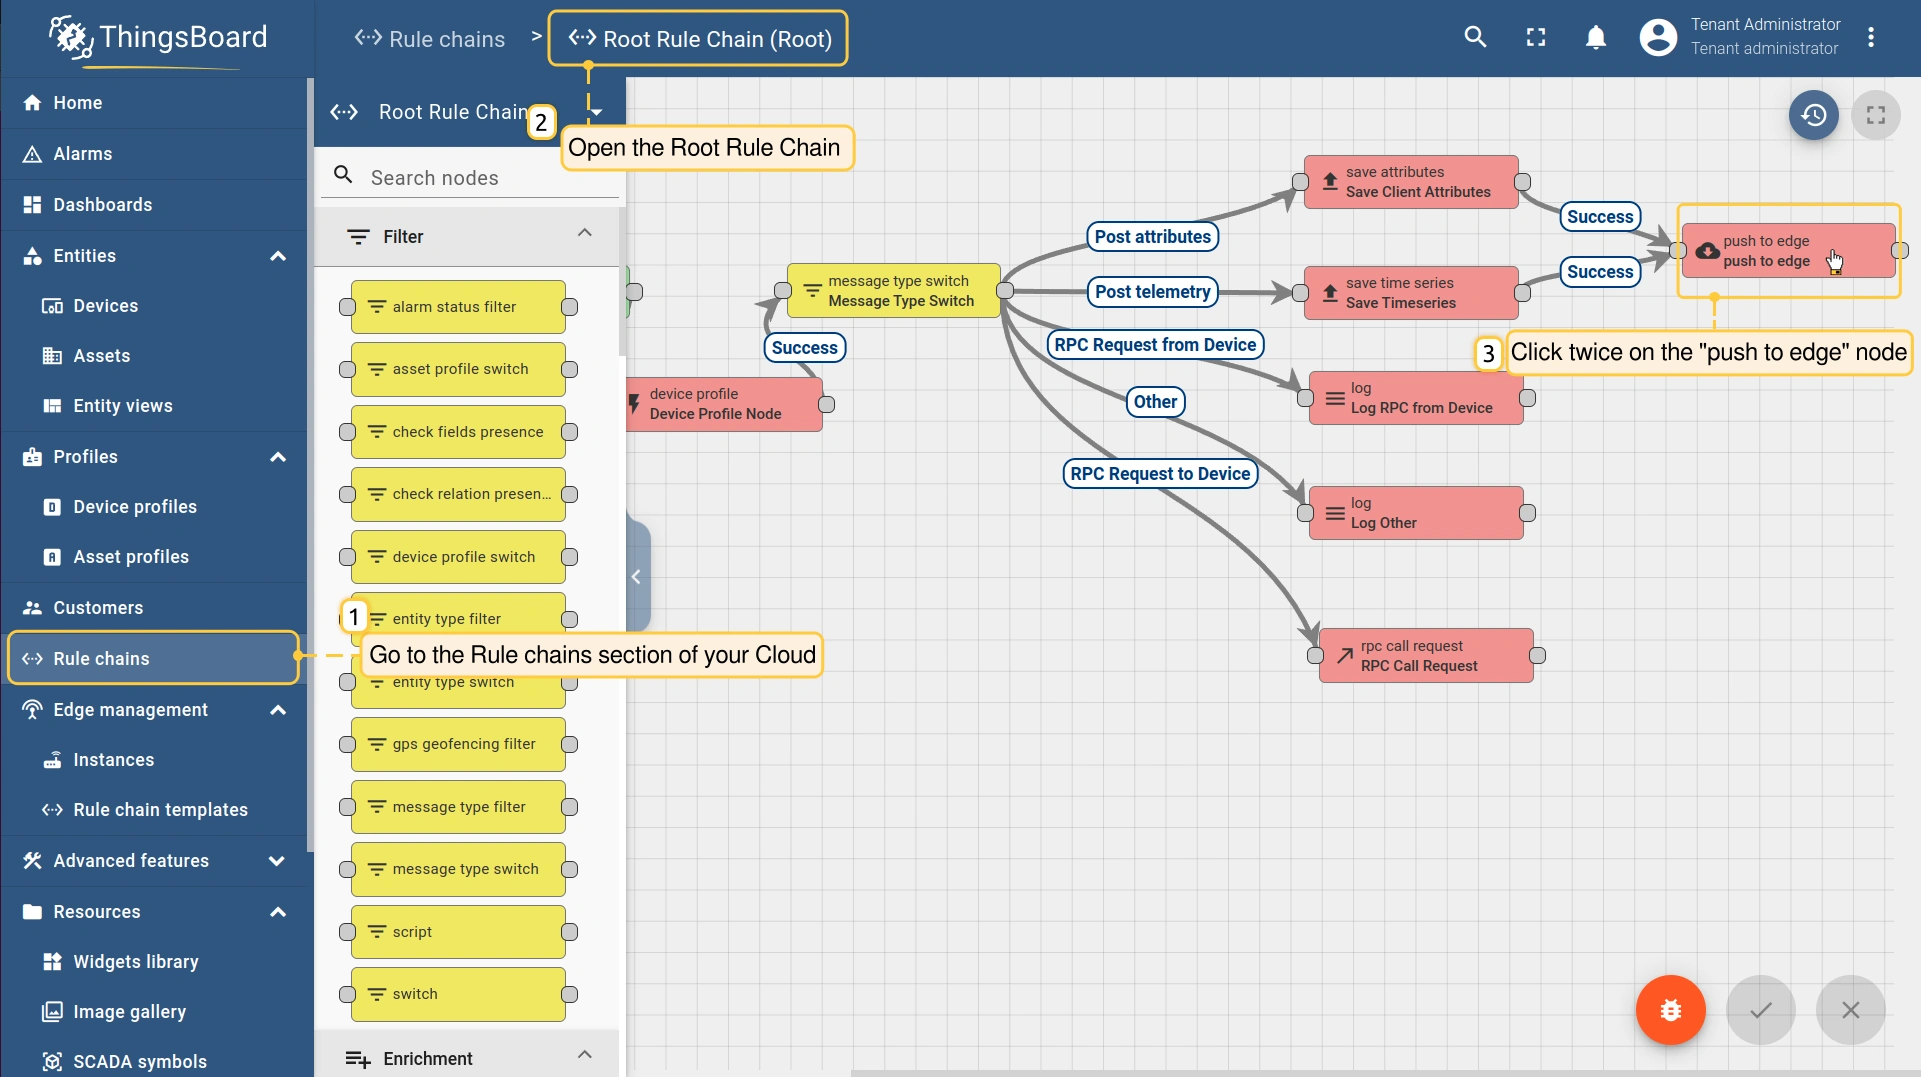 ThingsBoard
Rule chains > Root Rule Chain (Root)
Tenant Administrator
Tenant administrator
Home
Alarms
Dashboards
Entities
Devices
Assets
Entity views
Profiles
Device profiles
Asset profiles
Customers
Rule chains
Edge management
Instances
Rule chain templates
Advanced features
Resources
Widgets library
Image gallery
SCADA symbols
Root Rule Chain
2
Open the Root Rule Chain
Search nodes
Filter
alarm status filter
asset profile switch
check fields presence
check relation presen...
device profile switch
1
entity type filter
Go to the Rule chains section of your Cloud
entity type switch
gps geofencing filter
message type filter
message type switch
script
switch
Enrichment
Success
device profile
Device Profile Node
message type switch
Message Type Switch
Post attributes
Post telemetry
RPC Request from Device
Other
RPC Request to Device
save attributes
Save Client Attributes
save time series
Save Timeseries
log
Log RPC from Device
log
Log Other
rpc call request
RPC Call Request
Success
Success
push to edge
push to edge
3
Click twice on the "push to edge" node